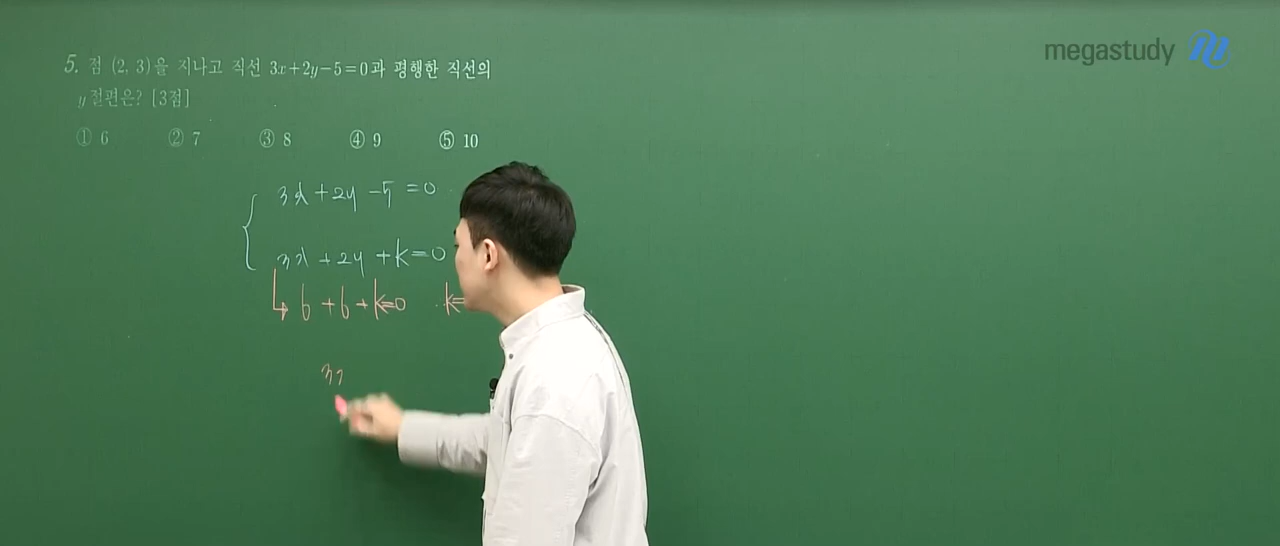 megastudy
5. 점 (2, 3)을 지나고 직선 3x+2y-5=0과 평행한 직선의
y절편은? [3점]
① 6 ② 7 ③ 8 ④ 9 ⑤ 10
3x+2y-5=0
3x+2y+k=0
6+6+k=0 k=
3